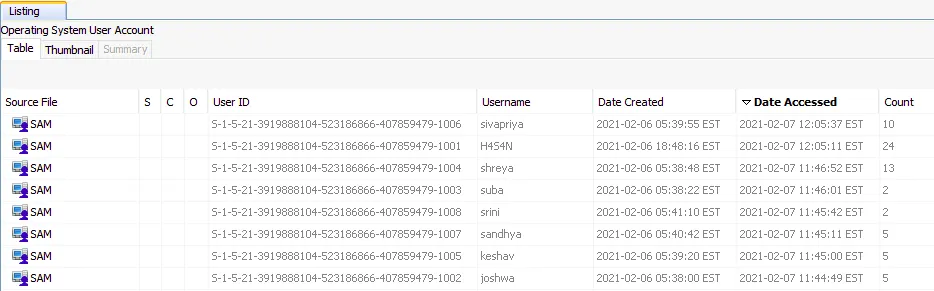 Listing
Operating System User Account
Table Thumbnail Summary
Source File S C O User ID Username Date Created Date Accessed Count
SAM S-1-5-21-3919888104-523186866-407859479-1006 sivapriya 2021-02-06 05:39:55 EST 2021-02-07 12:05:37 EST 10
SAM S-1-5-21-3919888104-523186866-407859479-1001 H4S4N 2021-02-06 18:48:16 EST 2021-02-07 12:05:11 EST 24
SAM S-1-5-21-3919888104-523186866-407859479-1004 shreya 2021-02-06 05:38:48 EST 2021-02-07 11:46:52 EST 13
SAM S-1-5-21-3919888104-523186866-407859479-1003 suba 2021-02-06 05:38:22 EST 2021-02-07 11:46:01 EST 2
SAM S-1-5-21-3919888104-523186866-407859479-1008 srini 2021-02-06 05:41:10 EST 2021-02-07 11:45:42 EST 2
SAM S-1-5-21-3919888104-523186866-407859479-1007 sandhya 2021-02-06 05:40:42 EST 2021-02-07 11:45:11 EST 5
SAM S-1-5-21-3919888104-523186866-407859479-1005 keshav 2021-02-06 05:39:20 EST 2021-02-07 11:45:00 EST 5
SAM S-1-5-21-3919888104-523186866-407859479-1002 joshwa 2021-02-06 05:38:00 EST 2021-02-07 11:44:49 EST 5